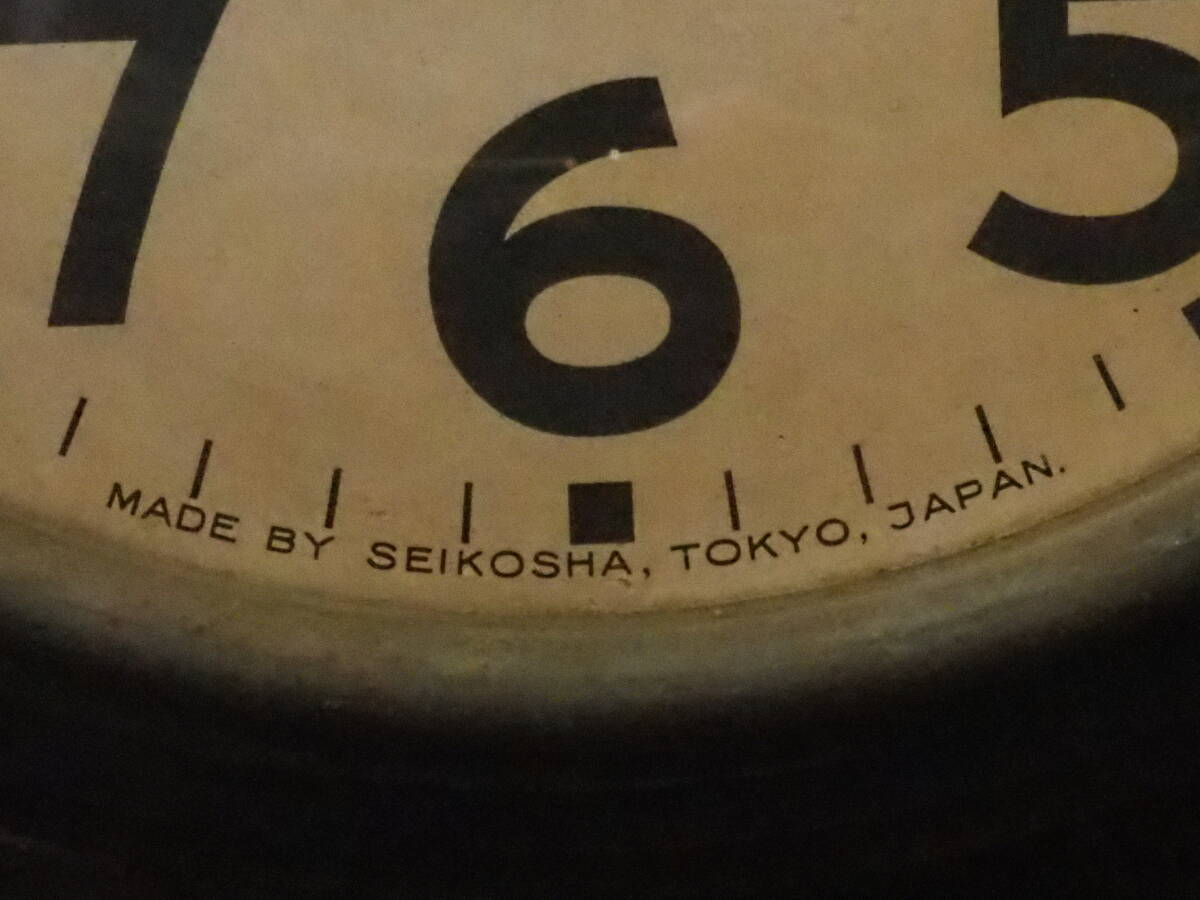 7 6 5
MADE BY SEIKOSHA, TOKYO, JAPAN.